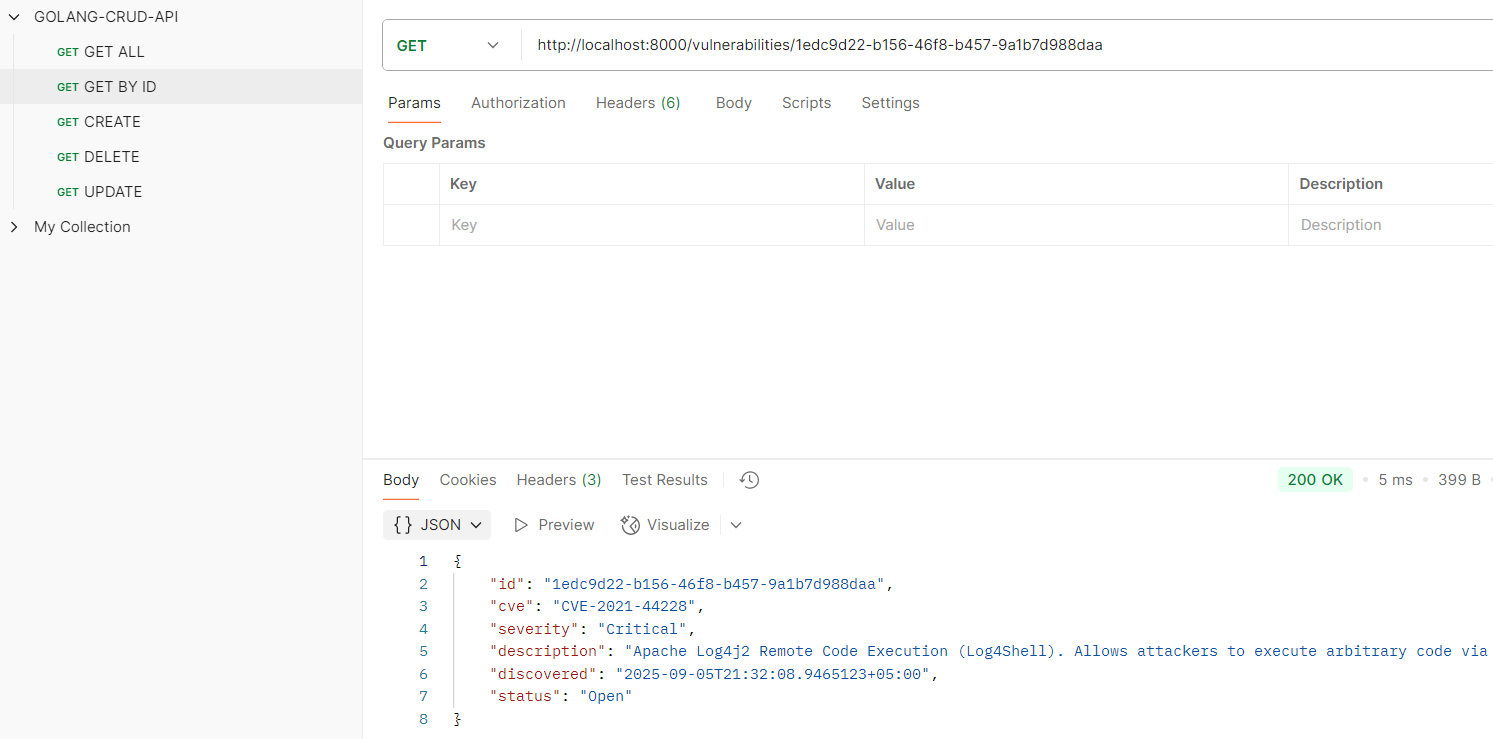 GOLANG-CRUD-API
GET GET ALL
GET GET BY ID
GET CREATE
GET DELETE
GET UPDATE
My Collection
GET http://localhost:8000/vulnerabilities/1edc9d22-b156-46f8-b457-9a1b7d988daa
Params Authorization Headers (6) Body Scripts Settings
Query Params
Key Value Description
Key Value Description
Body Cookies Headers (3) Test Results 200 OK 5 ms 399 B
{} JSON Preview Visualize
1 {
2 "id": "1edc9d22-b156-46f8-b457-9a1b7d988daa",
3 "cve": "CVE-2021-44228",
4 "severity": "Critical",
5 "description": "Apache Log4j2 Remote Code Execution (Log4Shell). Allows attackers to execute arbitrary code via
6 "discovered": "2025-09-05T21:32:08.9465123+05:00",
7 "status": "Open"
8 }